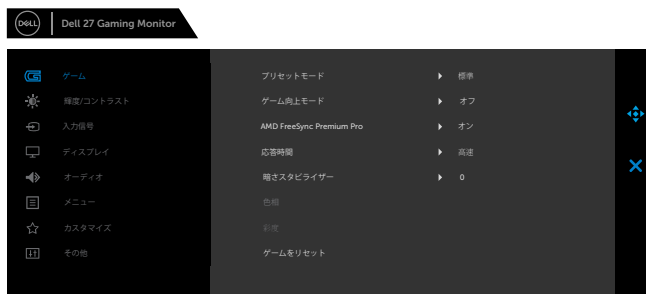 DELL
Dell 27 Gaming Monitor
ゲーム プリセットモード 標準
輝度/コントラスト ゲーム向上モード オフ
入力信号 AMD FreeSync Premium Pro オン
ディスプレイ 応答時間 高速
オーディオ 暗さスタビライザー 0
メニュー 色相
カスタマイズ 彩度
その他 ゲームをリセット